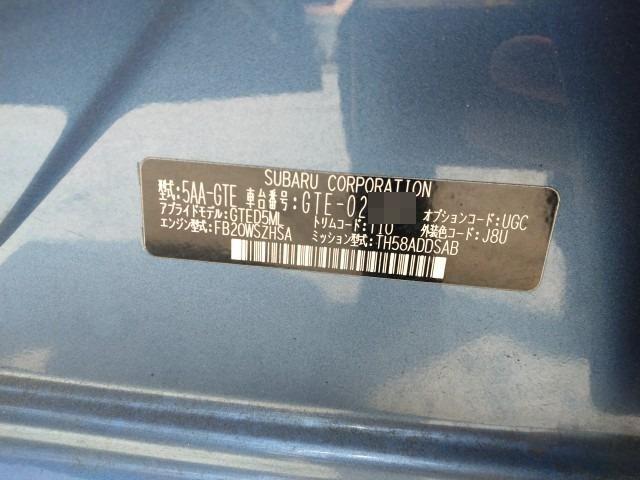 SUBARU CORPORATION
型式:5AA-GTE 車台番号:GTE-02
アプライドモデル:GTED5ML トリムコード:110 オプションコード:UGC
エンジン型式:FB20WSZHSA ミッション型式:TH58ADDSAB 外装色コード:J8U